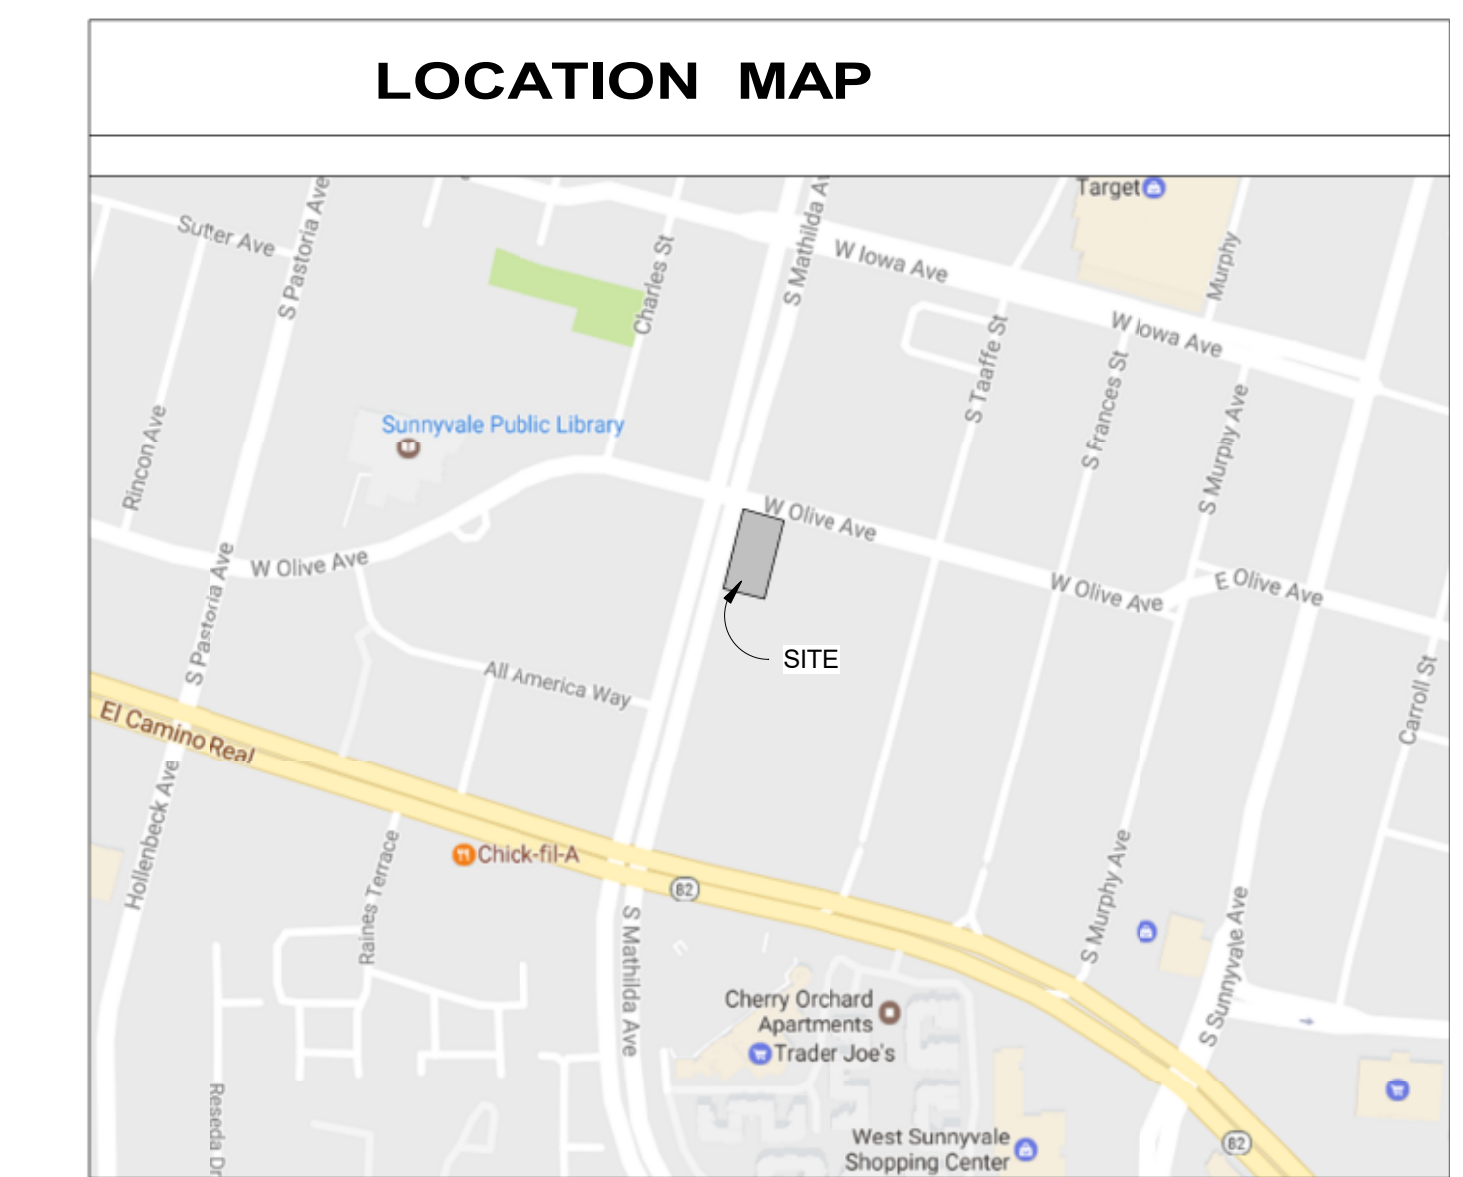 LOCATION MAP
Target
Sutter Ave
S Pastoria Ave
Charles St
S Mathilda Av
W Iowa Ave
Murphy
W Iowa Ave
S Taaffe St
S Frances St
S Murphy Ave
Rincon Ave
Sunnyvale Public Library
W Olive Ave
W Olive Ave
W Olive Ave
E Olive Ave
S Pastoria Ave
SITE
All America Way
Carroll St
El Camino Real
Hollenbeck Ave
Raines Terrace
Chick-fil-A
82
S Mathilda Ave
S Murphy Ave
S Sunnyvale Ave
Cherry Orchard
Apartments
Trader Joe's
Reseda Dr
West Sunnyvale
Shopping Center
82